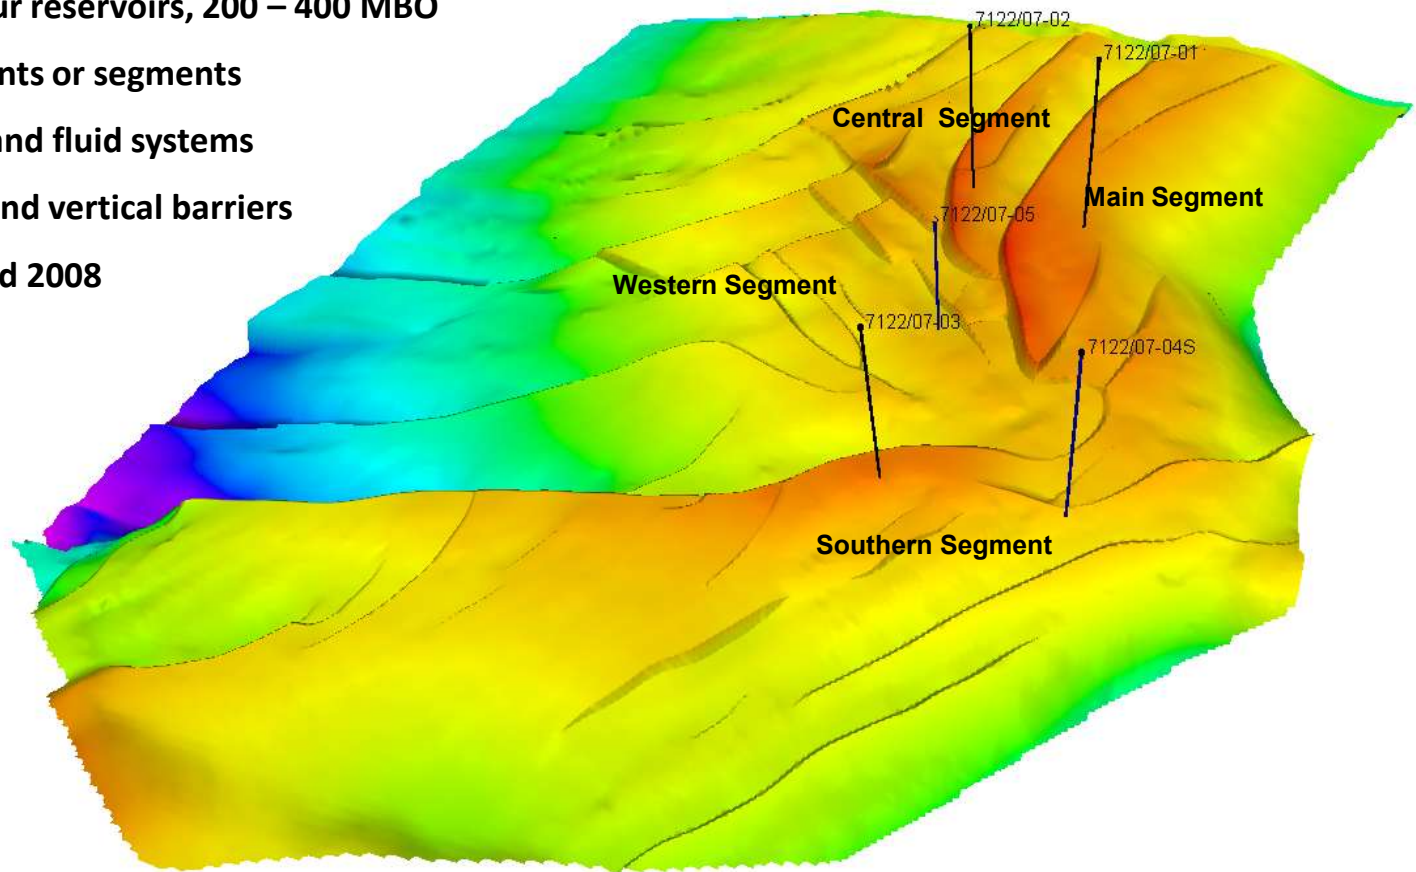 ur reservoirs, 200 – 400 MBO
nts or segments
and fluid systems
nd vertical barriers
d 2008
7122/07-02
7122/07-01
Central Segment
Main Segment
7122/07-05
Western Segment
7122/07-03
7122/07-04S
Southern Segment